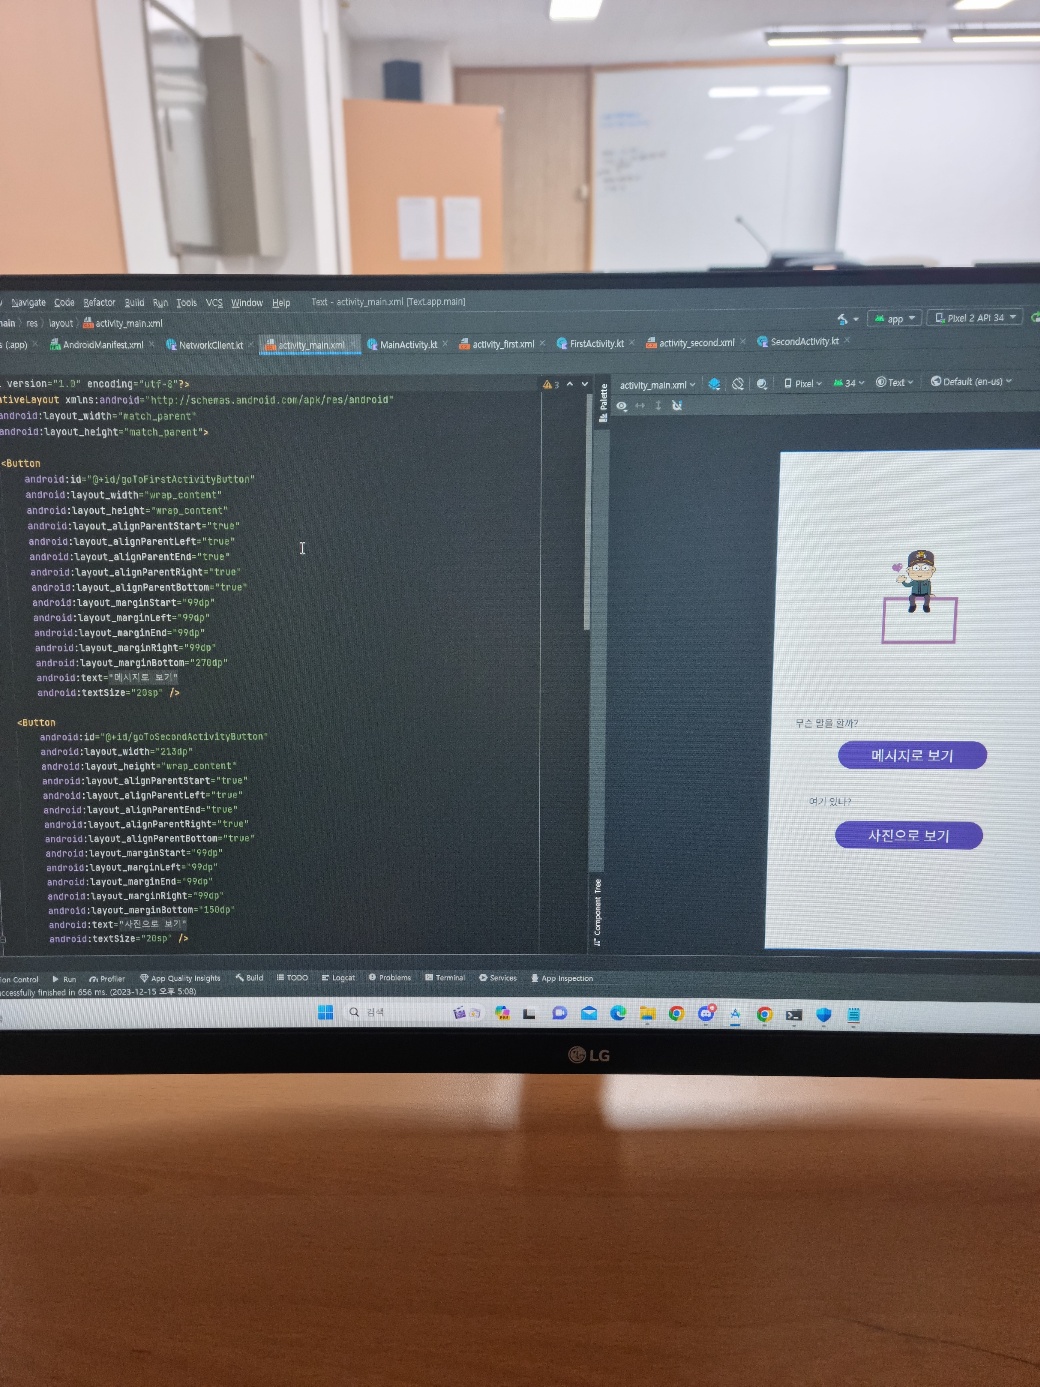 Navigate Code Refactor Build Run Tools VCS Window Help Text - activity_main.xml [Text.app.main]
res layout activity_main.xml
app Pixel 2 API 34
(:app) AndroidManifest.xml NetworkClient.kt activity_main.xml MainActivity.kt activity_first.xml FirstActivity.kt activity_second.xml SecondActivity.kt
version="1.0" encoding="utf-8"?>
xmlns:android="http://schemas.android.com/apk/res/android"
android:layout_width="match_parent"
android:layout_height="match_parent">
<Button
android:id="@+id/goToFirstActivityButton"
android:layout_width="wrap_content"
android:layout_height="wrap_content"
android:layout_alignParentStart="true"
android:layout_alignParentLeft="true"
android:layout_alignParentEnd="true"
android:layout_alignParentRight="true"
android:layout_alignParentBottom="true"
android:layout_marginStart="99dp"
android:layout_marginLeft="99dp"
android:layout_marginEnd="99dp"
android:layout_marginRight="99dp"
android:layout_marginBottom="270dp"
android:text="메시지로 보기"
android:textSize="20sp" />
<Button
android:id="@+id/goToSecondActivityButton"
android:layout_width="213dp"
android:layout_height="wrap_content"
android:layout_alignParentStart="true"
android:layout_alignParentLeft="true"
android:layout_alignParentEnd="true"
android:layout_alignParentRight="true"
android:layout_alignParentBottom="true"
android:layout_marginStart="99dp"
android:layout_marginLeft="99dp"
android:layout_marginEnd="99dp"
android:layout_marginRight="99dp"
android:layout_marginBottom="150dp"
android:text="사진으로 보기"
android:textSize="20sp" />
3
Palette
Component Tree
activity_main.xml Pixel 34 Text Default (en-us)
무슨 말을 할까?
메시지로 보기
여기 있나?
사진으로 보기
Control Run Profiler App Quality Insights Build TODO Logcat Problems Terminal Services App Inspection
finished in 656 ms. (2023-12-15 오후 5:08)
검색
LG